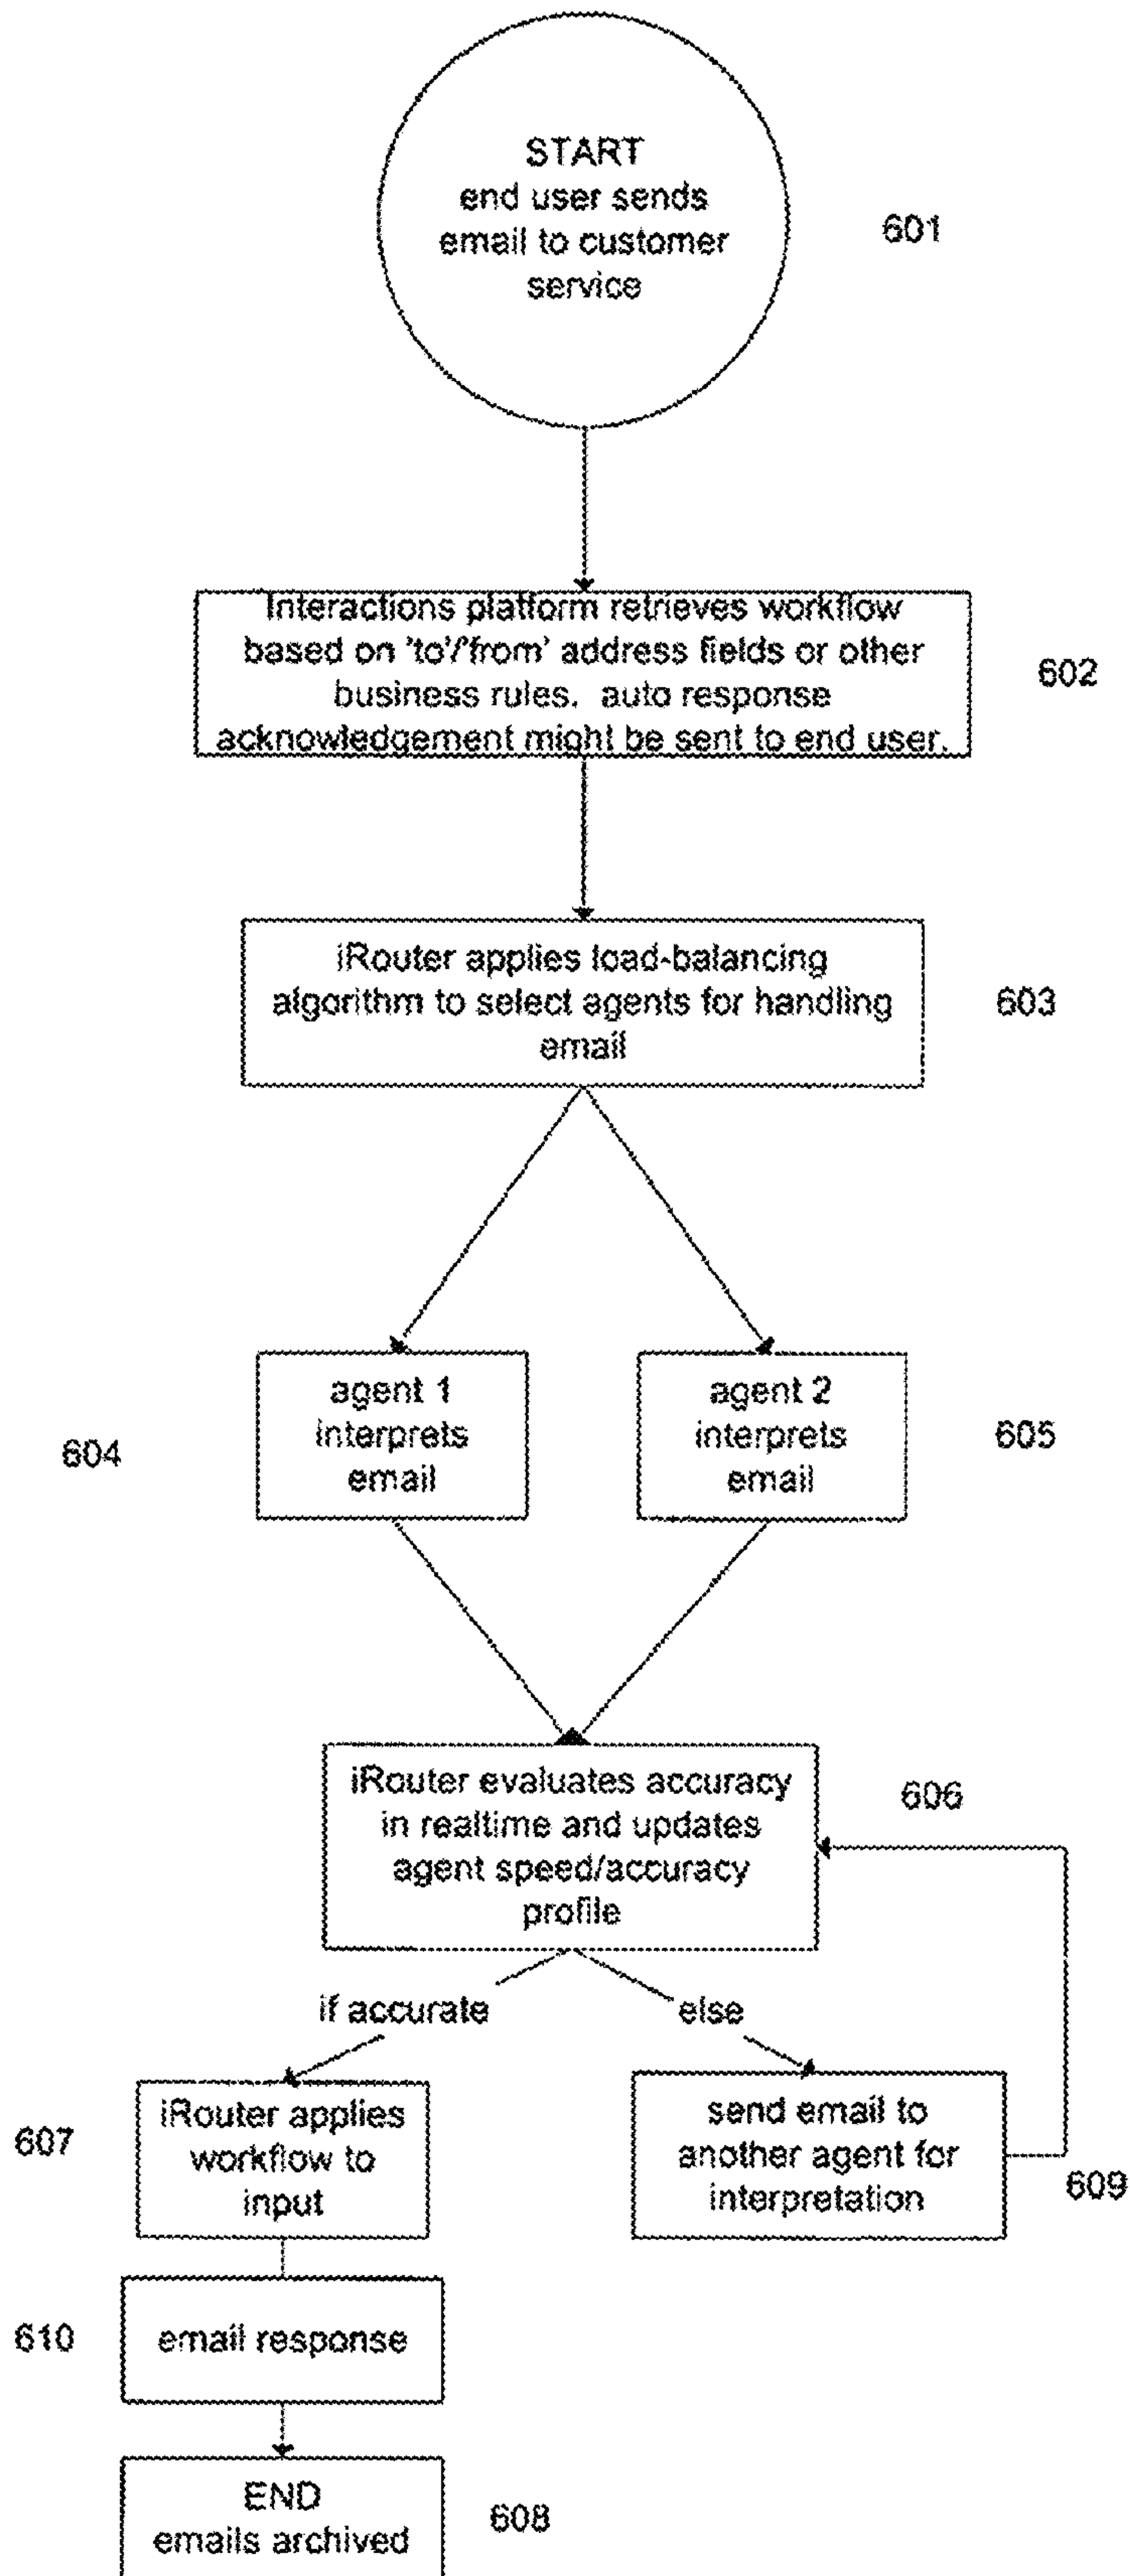 START
end user sends
email to customer
service
601
Interactions platform retrieves workflow
based on 'to'/'from' address fields or other
business rules. auto response
acknowledgement might be sent to end user.
602
iRouter applies load-balancing
algorithm to select agents for handling
email
603
agent 1
interprets
email
604
agent 2
interprets
email
605
iRouter evaluates accuracy
in realtime and updates
agent speed/accuracy
profile
606
if accurate
else
iRouter applies
workflow to
input
607
send email to
another agent for
interpretation
609
email response
610
END
emails archived
608